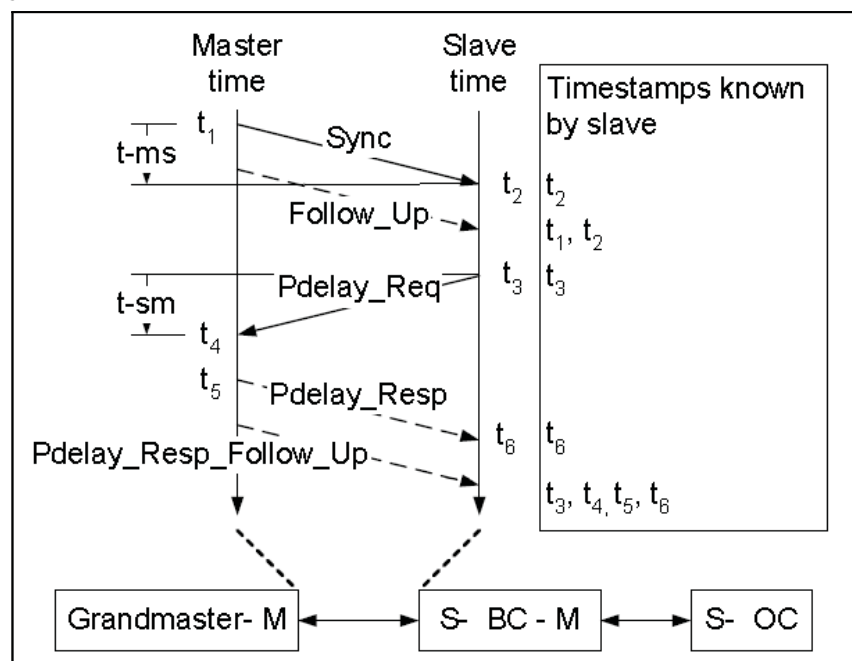 Master time
Slave time
Timestamps known by slave
t₁
t-ms
Sync
t₂ t₂
Follow_Up
t₁, t₂
Pdelay_Req
t₃ t₃
t-sm
t₄
t₅
Pdelay_Resp
t₆ t₆
Pdelay_Resp_Follow_Up
t₃, t₄, t₅, t₆
Grandmaster- M
S- BC - M
S- OC